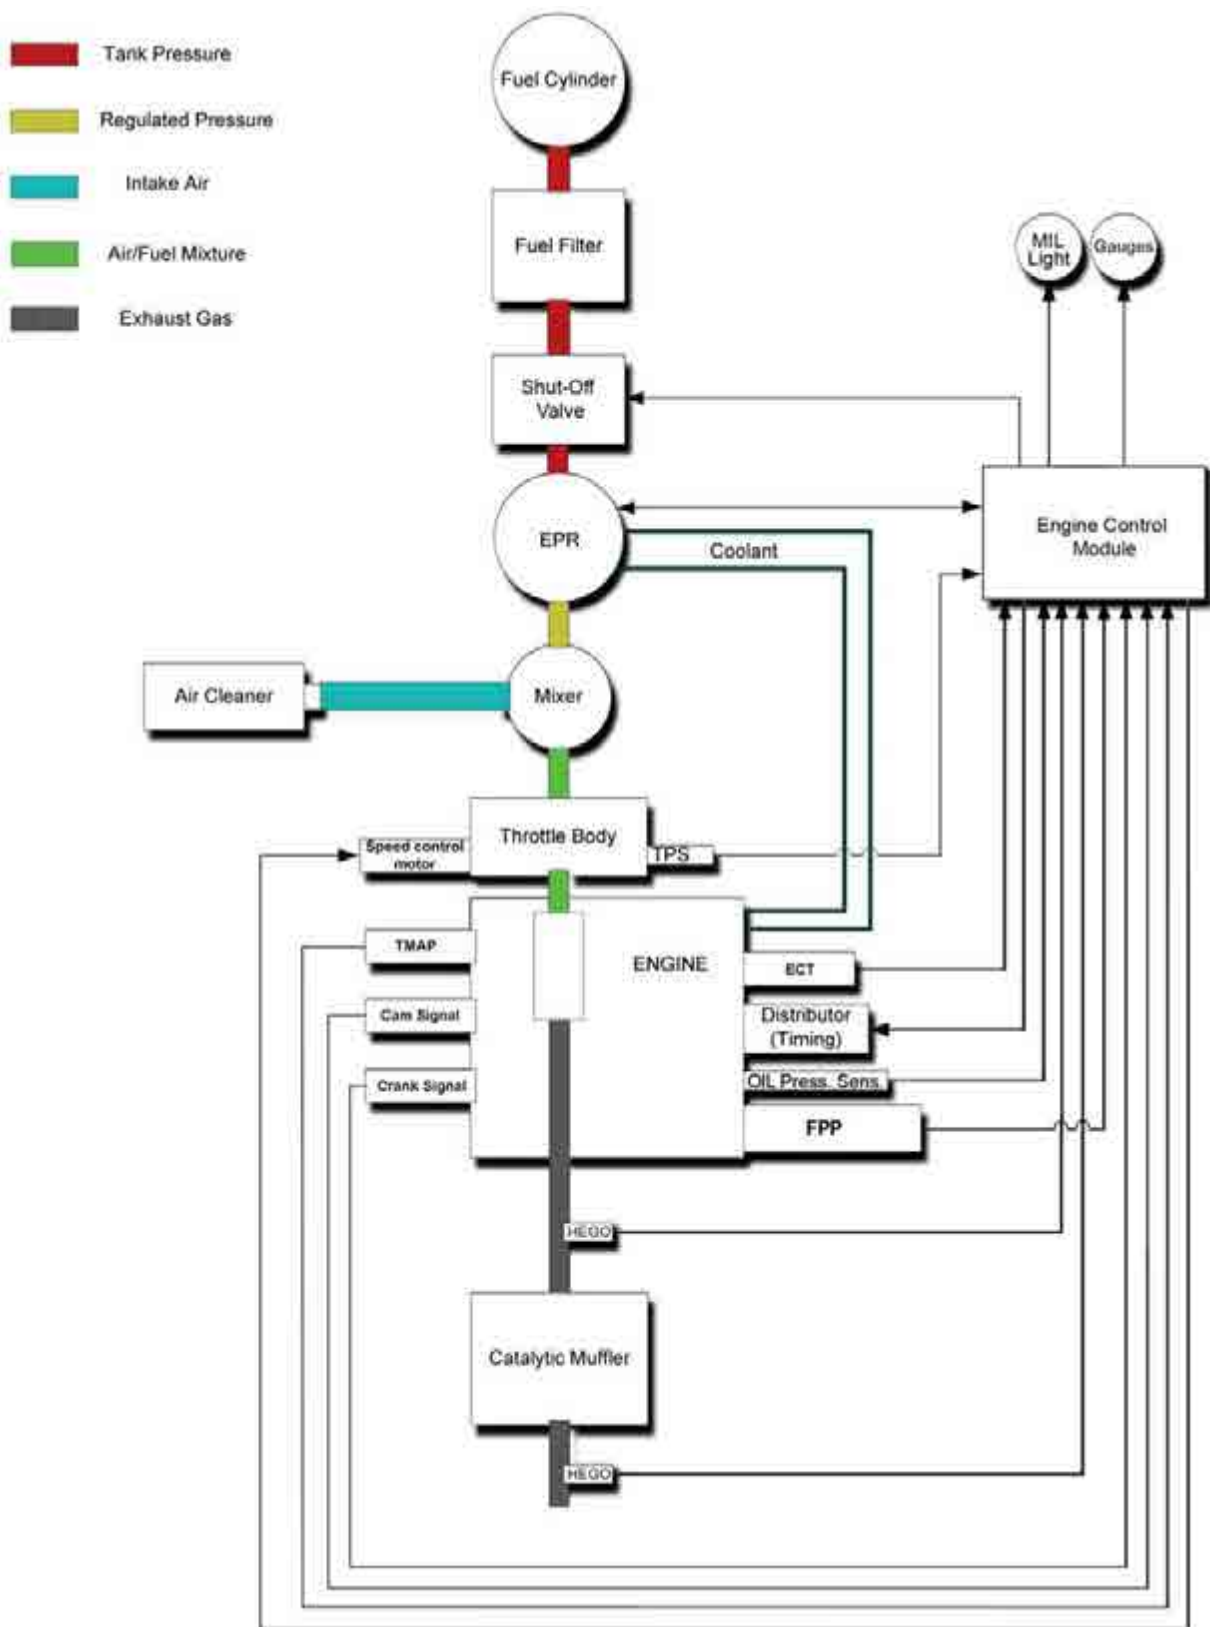 Tank Pressure
Regulated Pressure
Intake Air
Air/Fuel Mixture
Exhaust Gas
Fuel Cylinder
Fuel Filter
Shut-Off
Valve
MIL
Light
Gauges
EPR
Coolant
Engine Control
Module
Air Cleaner
Mixer
Throttle Body
Speed control
motor
TPS
TMAP
ENGINE
ECT
Cam Signal
Distributor
(Timing)
Crank Signal
OIL Press. Sens.
FPP
HEGO
Catalytic Muffler
HEGO